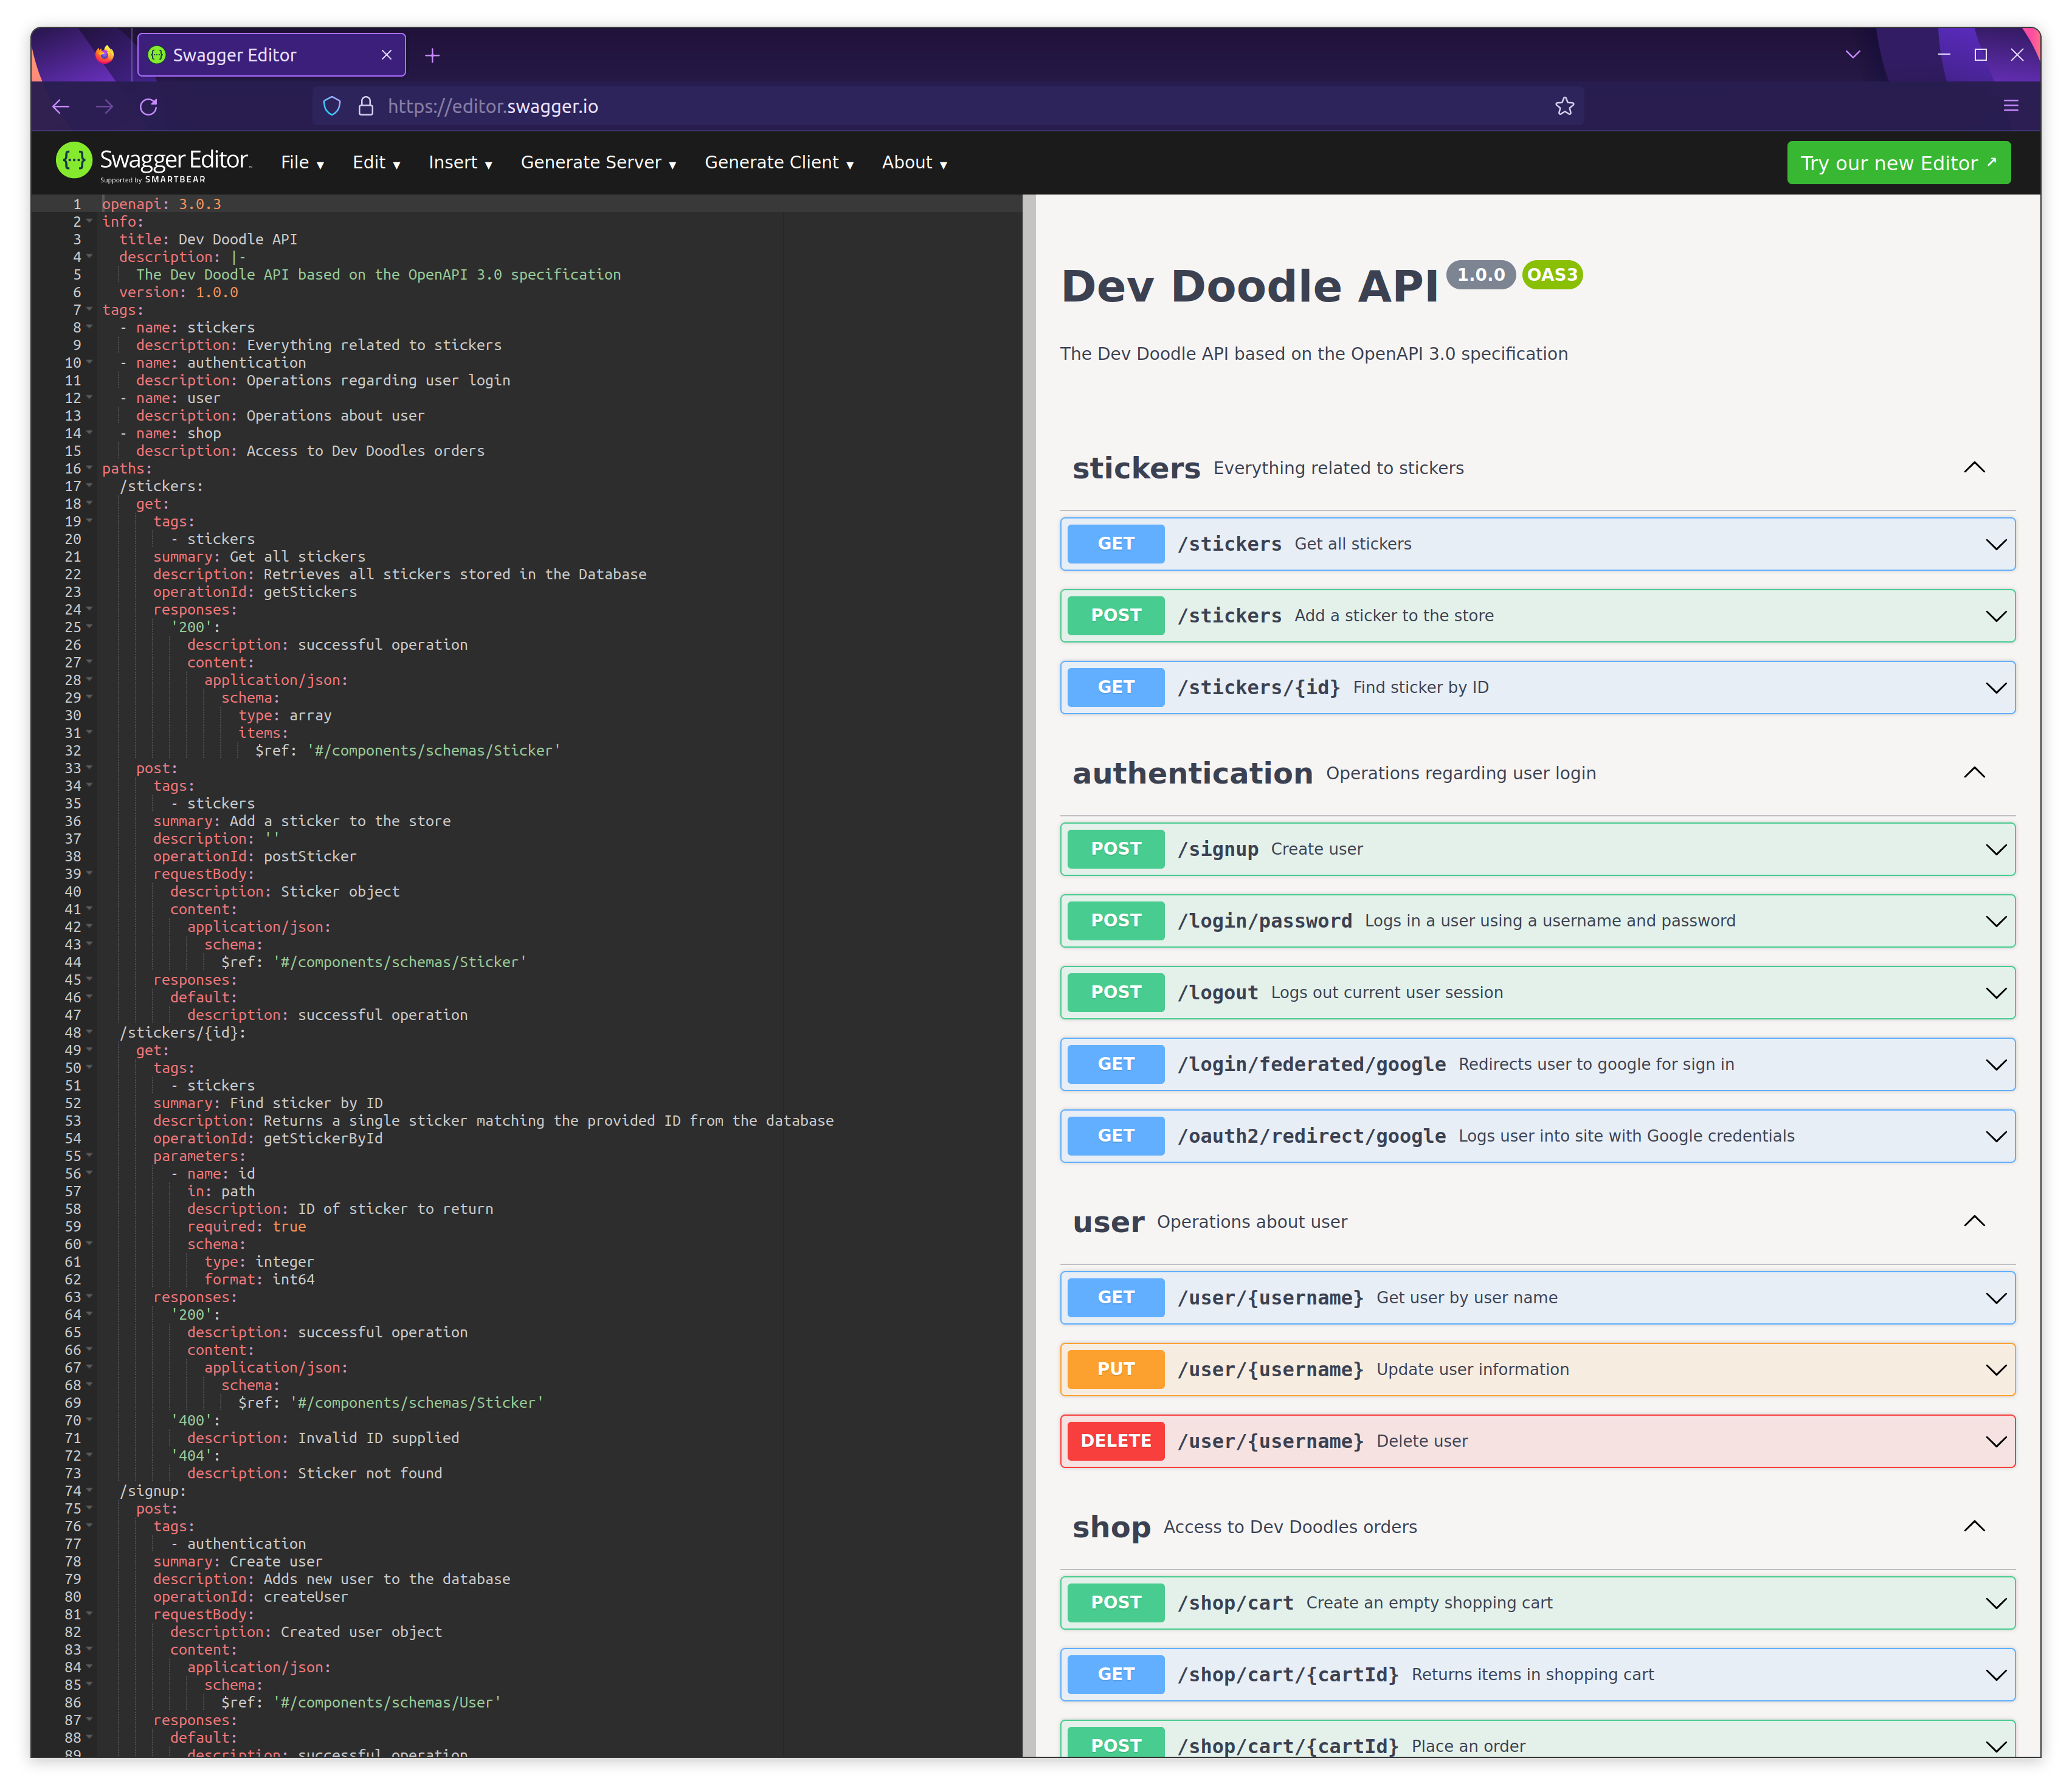 Swagger Editor
https://editor.swagger.io
Swagger Editor
Supported by SMARTBEAR
File Edit Insert Generate Server Generate Client About
Try our new Editor
1 openapi: 3.0.3
2 info:
3 title: Dev Doodle API
4 description: |-
5 The Dev Doodle API based on the OpenAPI 3.0 specification
6 version: 1.0.0
7 tags:
8 - name: stickers
9 description: Everything related to stickers
10 - name: authentication
11 description: Operations regarding user login
12 - name: user
13 description: Operations about user
14 - name: shop
15 description: Access to Dev Doodles orders
16 paths:
17 /stickers:
18 get:
19 tags:
20 - stickers
21 summary: Get all stickers
22 description: Retrieves all stickers stored in the Database
23 operationId: getStickers
24 responses:
25 '200':
26 description: successful operation
27 content:
28 application/json:
29 schema:
30 type: array
31 items:
32 $ref: '#/components/schemas/Sticker'
33 post:
34 tags:
35 - stickers
36 summary: Add a sticker to the store
37 description: ''
38 operationId: postSticker
39 requestBody:
40 description: Sticker object
41 content:
42 application/json:
43 schema:
44 $ref: '#/components/schemas/Sticker'
45 responses:
46 default:
47 description: successful operation
48 /stickers/{id}:
49 get:
50 tags:
51 - stickers
52 summary: Find sticker by ID
53 description: Returns a single sticker matching the provided ID from the database
54 operationId: getStickerById
55 parameters:
56 - name: id
57 in: path
58 description: ID of sticker to return
59 required: true
60 schema:
61 type: integer
62 format: int64
63 responses:
64 '200':
65 description: successful operation
66 content:
67 application/json:
68 schema:
69 $ref: '#/components/schemas/Sticker'
70 '400':
71 description: Invalid ID supplied
72 '404':
73 description: Sticker not found
74 /signup:
75 post:
76 tags:
77 - authentication
78 summary: Create user
79 description: Adds new user to the database
80 operationId: createUser
81 requestBody:
82 description: Created user object
83 content:
84 application/json:
85 schema:
86 $ref: '#/components/schemas/User'
87 responses:
88 default:
89 description: successful operation
Dev Doodle API 1.0.0 OAS3
The Dev Doodle API based on the OpenAPI 3.0 specification
stickers Everything related to stickers
GET /stickers Get all stickers
POST /stickers Add a sticker to the store
GET /stickers/{id} Find sticker by ID
authentication Operations regarding user login
POST /signup Create user
POST /login/password Logs in a user using a username and password
POST /logout Logs out current user session
GET /login/federated/google Redirects user to google for sign in
GET /oauth2/redirect/google Logs user into site with Google credentials
user Operations about user
GET /user/{username} Get user by user name
PUT /user/{username} Update user information
DELETE /user/{username} Delete user
shop Access to Dev Doodles orders
POST /shop/cart Create an empty shopping cart
GET /shop/cart/{cartId} Returns items in shopping cart
POST /shop/cart/{cartId} Place an order